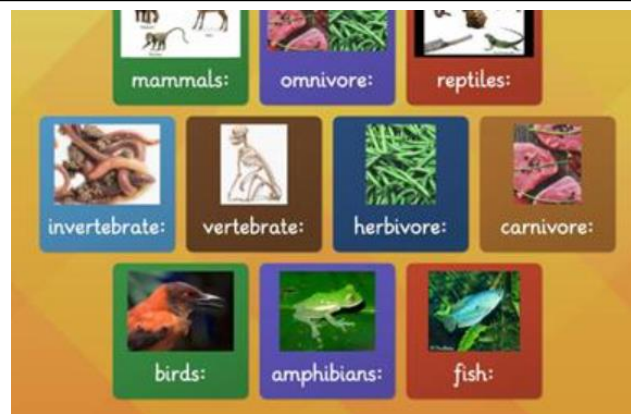 mammals:
omnivore:
reptiles:
invertebrate:
vertebrate:
herbivore:
carnivore:
birds:
amphibians:
fish: